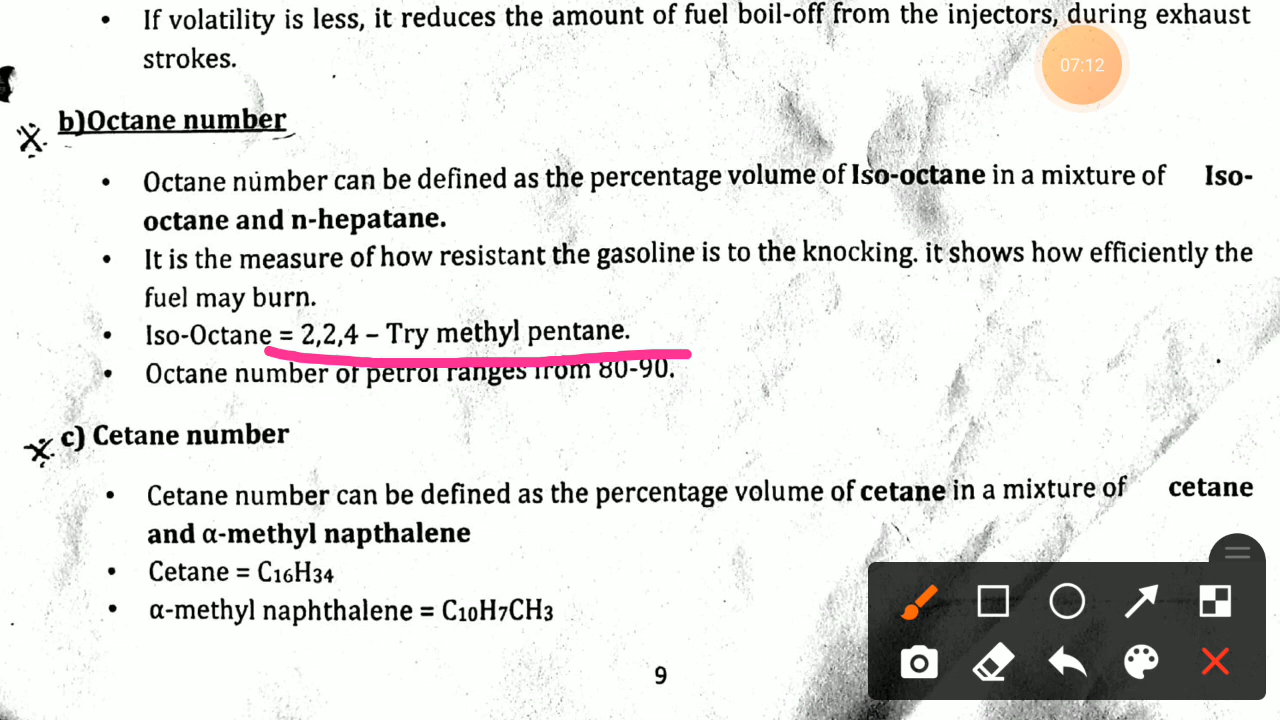 • If volatility is less, it reduces the amount of fuel boil-off from the injectors, during exhaust
strokes.
07:12
b)Octane number
• Octane number can be defined as the percentage volume of Iso-octane in a mixture of Iso-
octane and n-hepatane.
• It is the measure of how resistant the gasoline is to the knocking. it shows how efficiently the
fuel may burn.
• Iso-Octane = 2,2,4 – Try methyl pentane.
• Octane number of petrol ranges from 80-90.
c) Cetane number
• Cetane number can be defined as the percentage volume of cetane in a mixture of cetane
and α-methyl napthalene
• Cetane = C16H34
• α-methyl naphthalene = C10H7CH3
9